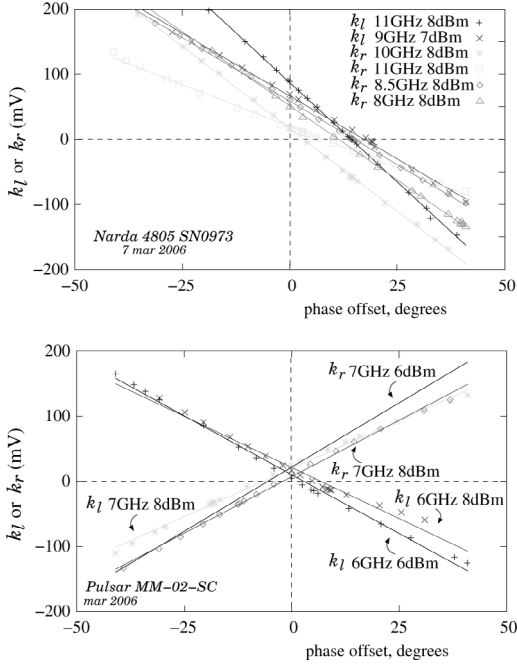 200
100
0
−100
−200
k_l or k_r (mV)
k_l 11GHz 8dBm
k_l 9GHz 7dBm
k_r 10GHz 8dBm
k_r 11GHz 8dBm
k_r 8.5GHz 8dBm
k_r 8GHz 8dBm
Narda 4805 SN0973
7 mar 2006
−50 −25 0 25 50
phase offset, degrees
200
100
0
−100
−200
k_l or k_r (mV)
k_r 7GHz 6dBm
k_r 7GHz 8dBm
k_l 7GHz 8dBm
k_l 6GHz 8dBm
k_l 6GHz 6dBm
Pulsar MM−02−SC
mar 2006
−50 −25 0 25 50
phase offset, degrees